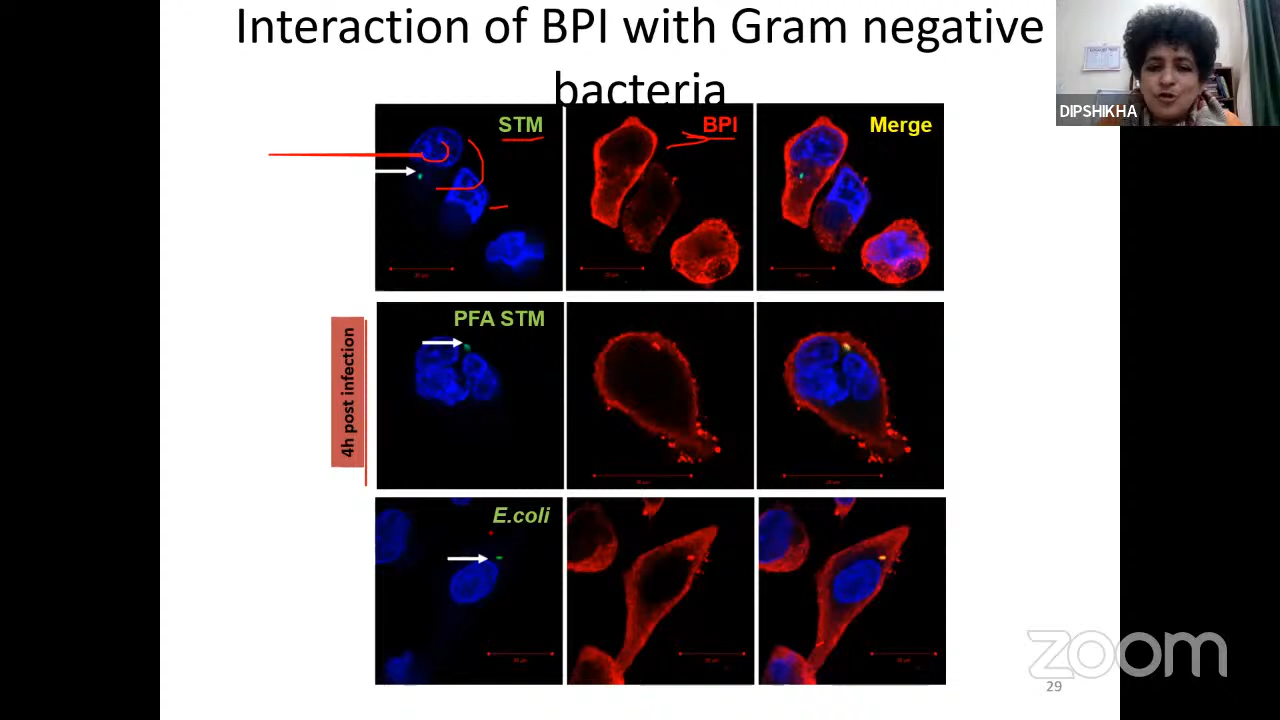 Interaction of BPI with Gram negative
bacteria
DIPSHIKHA
STM
BPI
Merge
4h post infection
PFA STM
E.coli
zoom
29